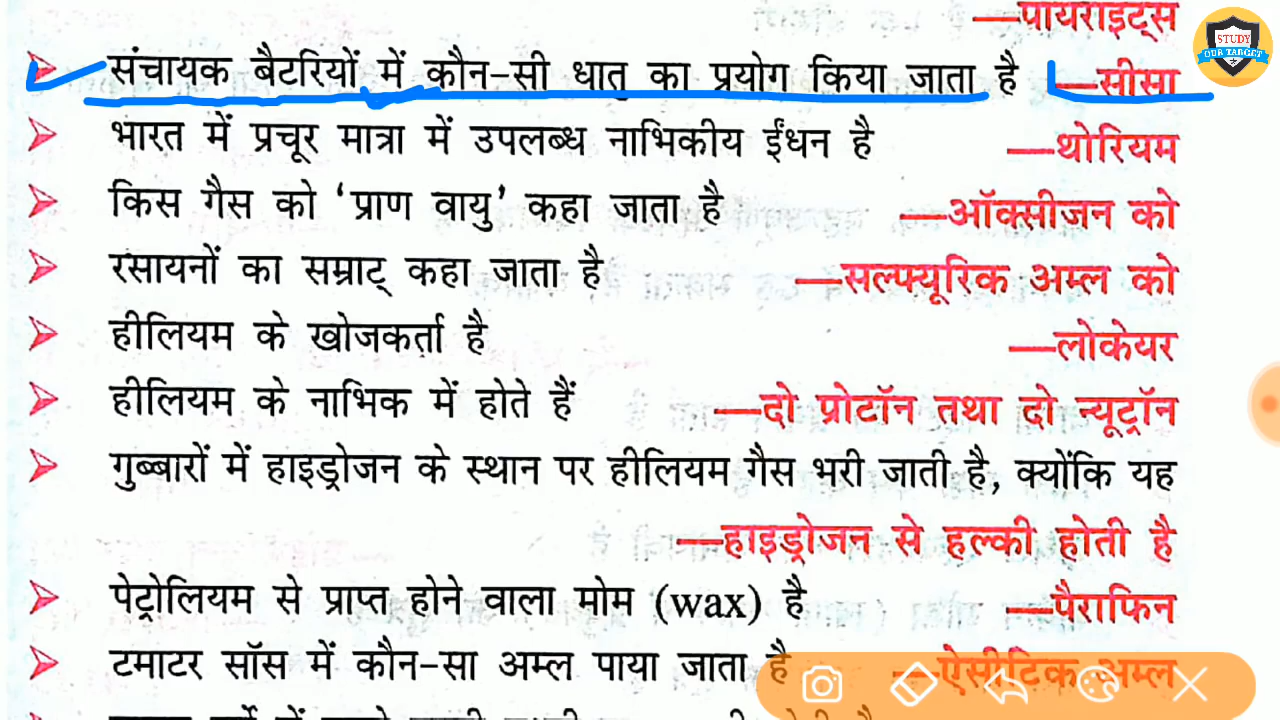 —पायराइट्स
STUDY
OUR TARGET
संचायक बैटरियों में कौन-सी धातु का प्रयोग किया जाता है —सीसा
भारत में प्रचूर मात्रा में उपलब्ध नाभिकीय ईंधन है —थोरियम
किस गैस को ‘प्राण वायु’ कहा जाता है —ऑक्सीजन को
रसायनों का सम्राट् कहा जाता है —सल्फ्यूरिक अम्ल को
हीलियम के खोजकर्ता है —लोकेयर
हीलियम के नाभिक में होते हैं —दो प्रोटॉन तथा दो न्यूट्रॉन
गुब्बारों में हाइड्रोजन के स्थान पर हीलियम गैस भरी जाती है, क्योंकि यह
—हाइड्रोजन से हल्की होती है
पेट्रोलियम से प्राप्त होने वाला मोम (wax) है —पैराफिन
टमाटर सॉस में कौन-सा अम्ल पाया जाता है —ऐसीटिक अम्ल